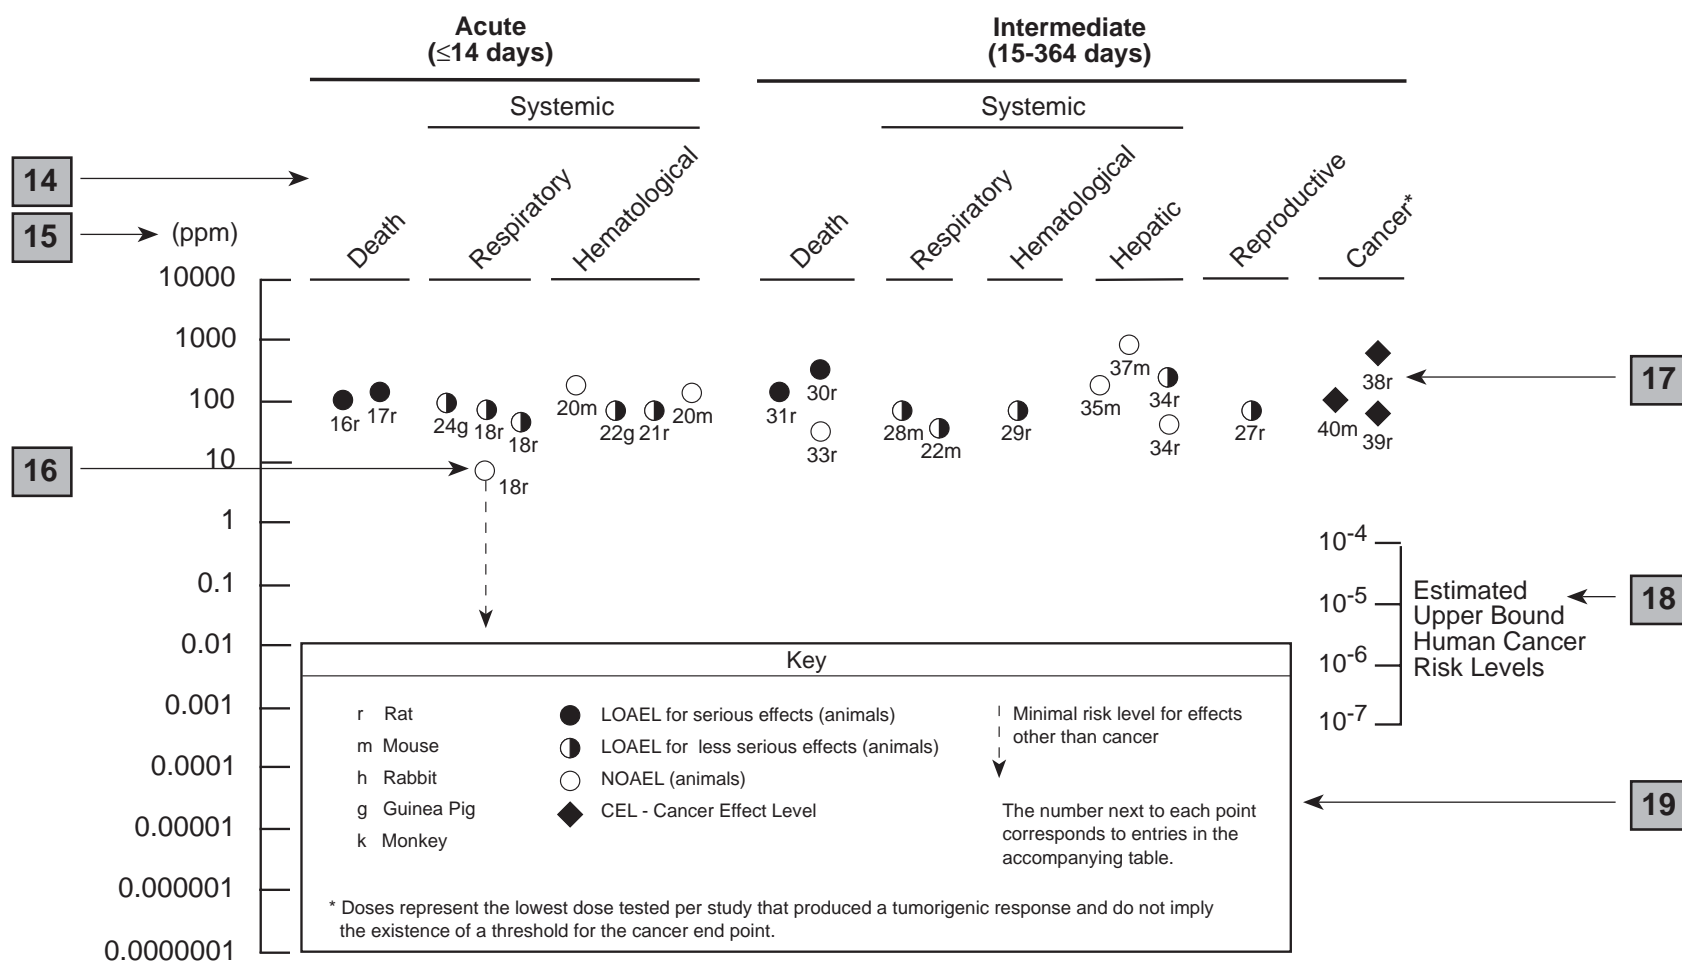 Acute
(≤14 days)
Intermediate
(15-364 days)
Systemic
Systemic
14
15
(ppm)
Death
Respiratory
Hematological
Death
Respiratory
Hematological
Hepatic
Reproductive
Cancer*
10000
1000
100
10
1
0.1
0.01
0.001
0.0001
0.00001
0.000001
0.0000001
16r
17r
24g
18r
18r
18r
20m
22g
21r
20m
31r
30r
33r
28m
22m
29r
37m
35m
34r
34r
27r
40m
38r
39r
16
17
10-4
10-5
10-6
10-7
Estimated
Upper Bound
Human Cancer
Risk Levels
18
19
Key
r Rat
m Mouse
h Rabbit
g Guinea Pig
k Monkey
LOAEL for serious effects (animals)
LOAEL for less serious effects (animals)
NOAEL (animals)
CEL - Cancer Effect Level
Minimal risk level for effects
other than cancer
The number next to each point
corresponds to entries in the
accompanying table.
* Doses represent the lowest dose tested per study that produced a tumorigenic response and do not imply
the existence of a threshold for the cancer end point.